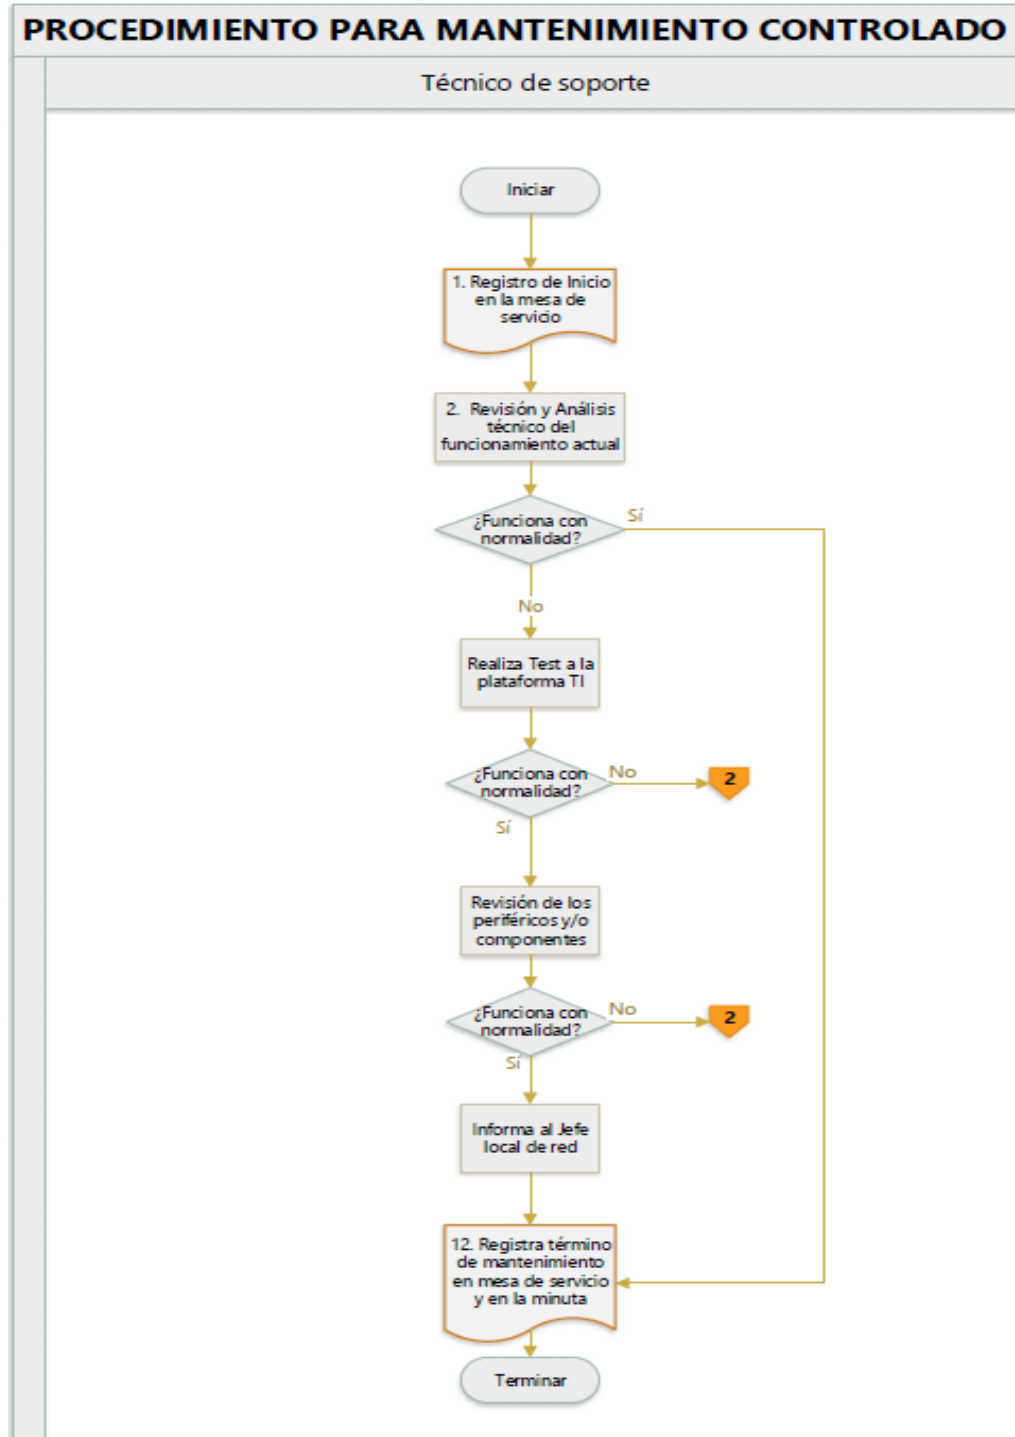 PROCEDIMIENTO PARA MANTENIMIENTO CONTROLADO
Técnico de soporte
Iniciar
1. Registro de Inicio
en la mesa de
servicio
2. Revisión y Análisis
técnico del
funcionamiento actual
¿Funciona con
normalidad?
Sí
No
Realiza Test a la
plataforma TI
¿Funciona con
normalidad?
No
2
Sí
Revisión de los
periféricos y/o
componentes
¿Funciona con
normalidad?
No
2
Sí
Informa al Jefe
local de red
12. Registra término
de mantenimiento
en mesa de servicio
y en la minuta
Terminar